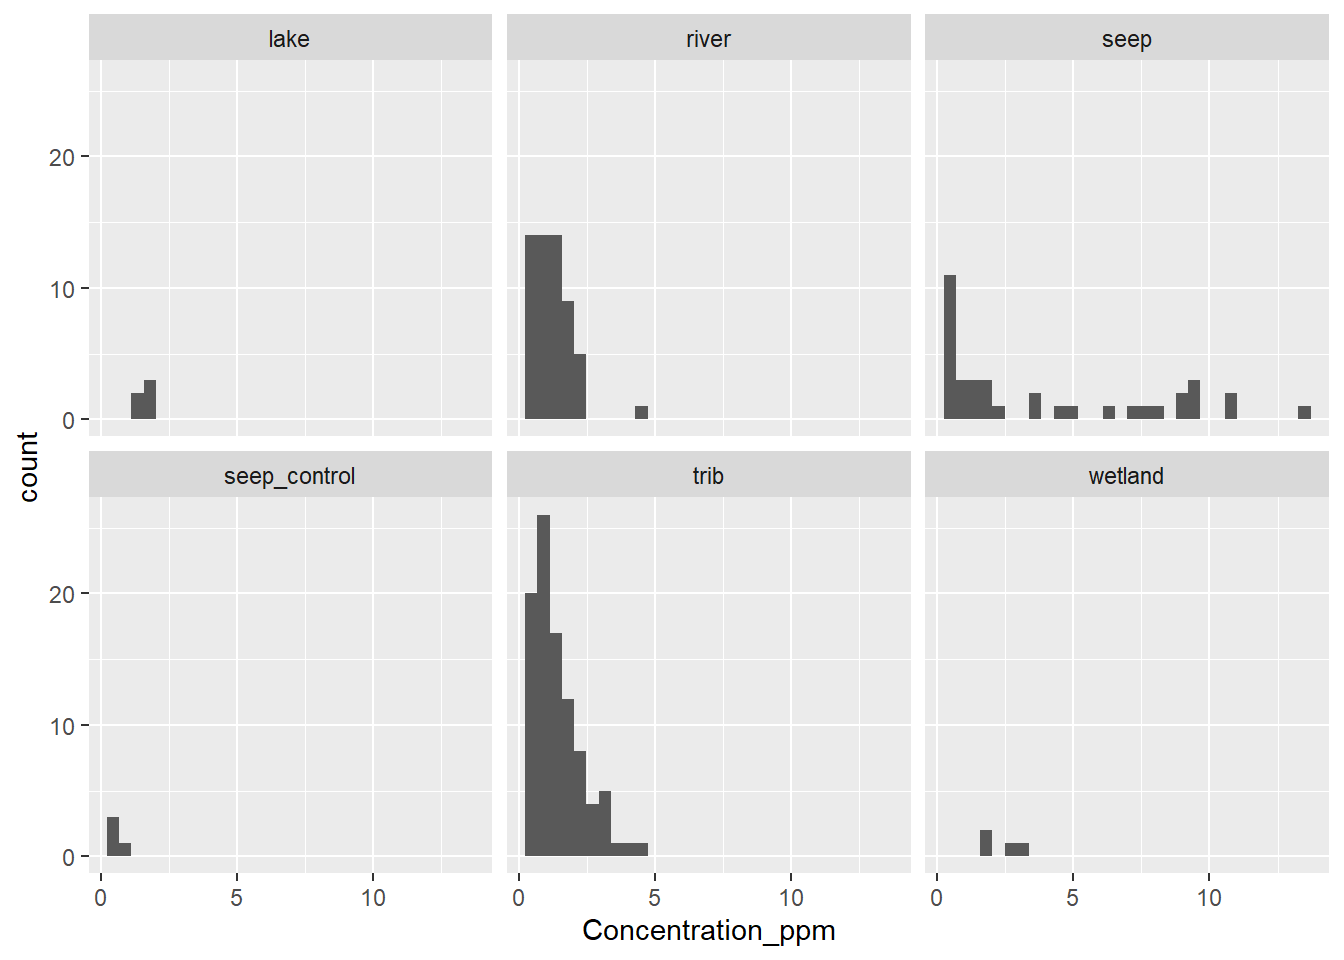 lake
river
seep
20
10
0
count
seep_control
trib
wetland
20
10
0
0 5 10
0 5 10
0 5 10
Concentration_ppm